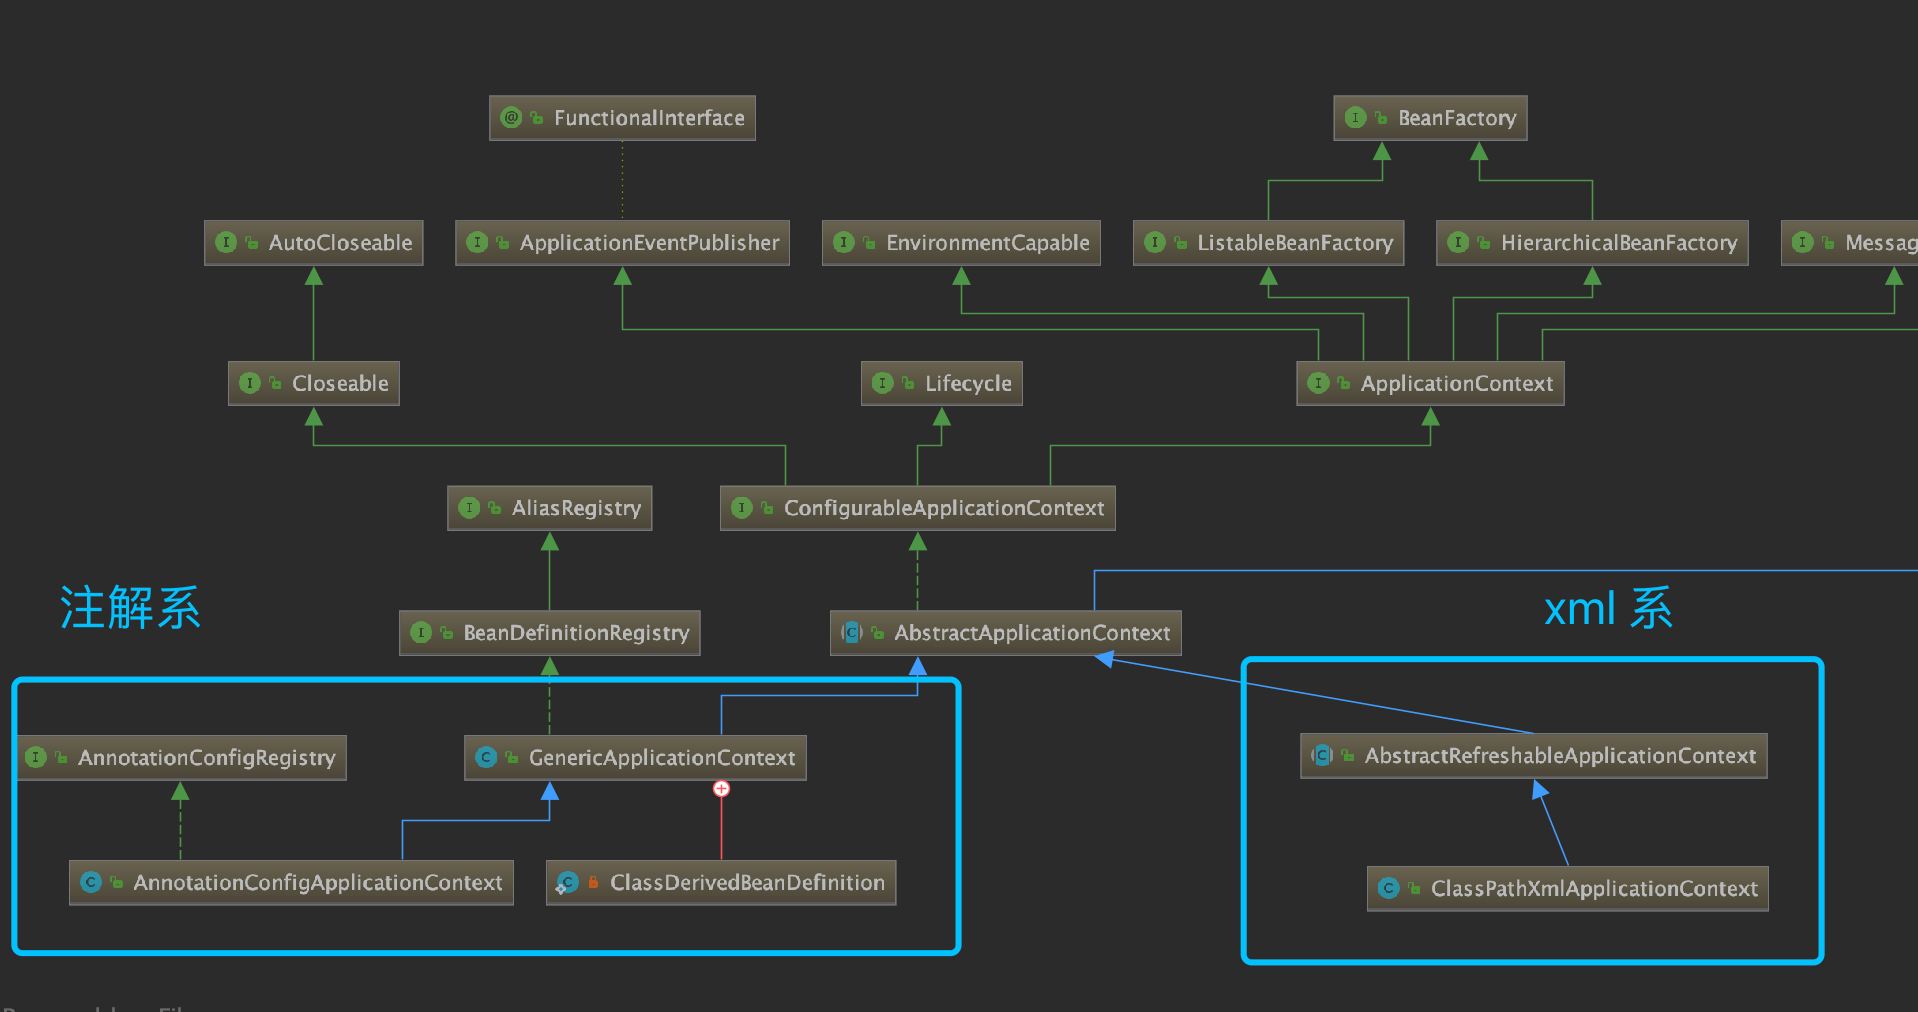 FunctionalInterface
BeanFactory
AutoCloseable
ApplicationEventPublisher
EnvironmentCapable
ListableBeanFactory
HierarchicalBeanFactory
Messag
Closeable
Lifecycle
ApplicationContext
AliasRegistry
ConfigurableApplicationContext
注解系
xml 系
BeanDefinitionRegistry
AbstractApplicationContext
AnnotationConfigRegistry
GenericApplicationContext
AbstractRefreshableApplicationContext
AnnotationConfigApplicationContext
ClassDerivedBeanDefinition
ClassPathXmlApplicationContext